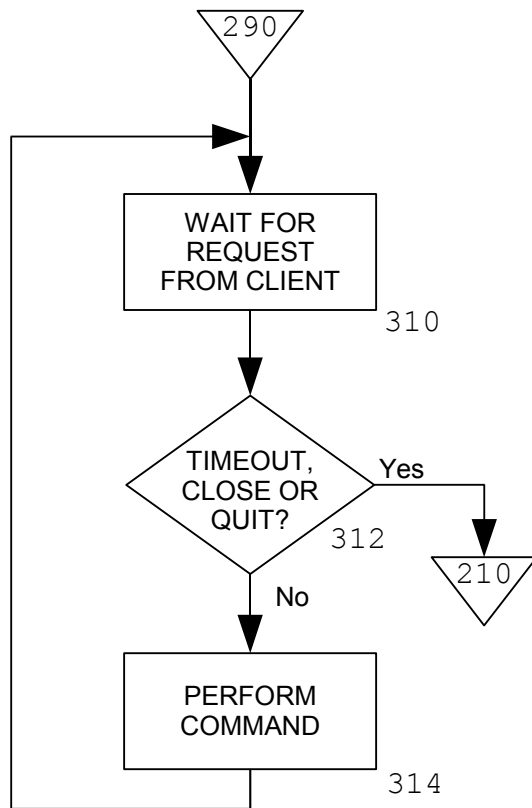 290
WAIT FOR
REQUEST
FROM CLIENT
310
TIMEOUT,
CLOSE OR
QUIT?
Yes
312
210
No
PERFORM
COMMAND
314